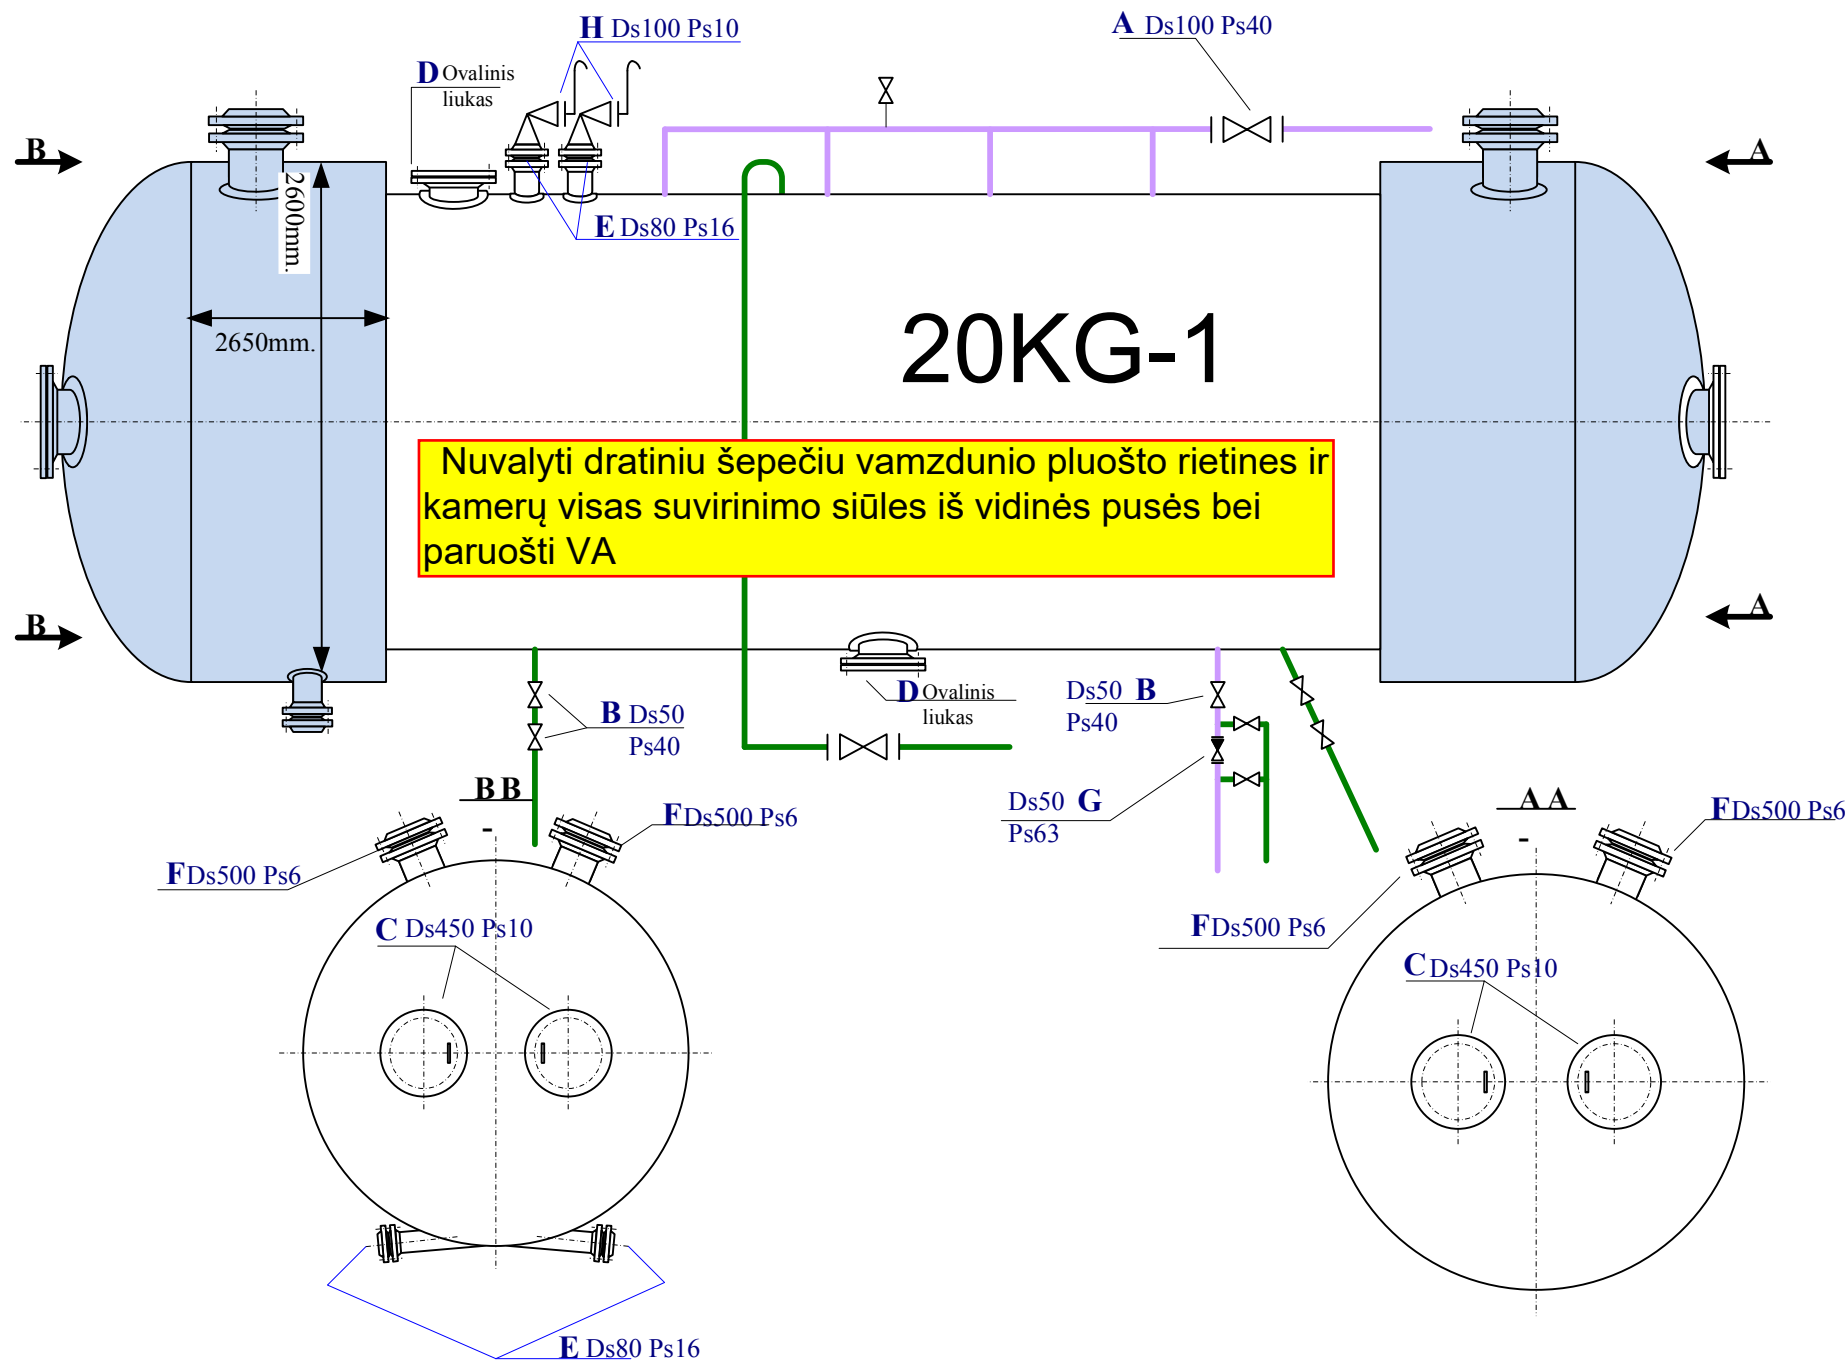 H Ds100 Ps10
A Ds100 Ps40
D Ovalinis
liukas
B
A
2600mm.
E Ds80 Ps16
2650mm.
20KG-1
Nuvalyti dratiniu šepečiu vamzdunio pluošto rietines ir
kamerų visas suvirinimo siūles iš vidinės pusės bei
paruošti VA
B
A
D Ovalinis
liukas
Ds50 B
Ps40
B Ds50
Ps40
B B
-
Ds50 G
Ps63
A A
-
F Ds500 Ps6
F Ds500 Ps6
F Ds500 Ps6
F Ds500 Ps6
C Ds450 Ps10
C Ds450 Ps10
E Ds80 Ps16